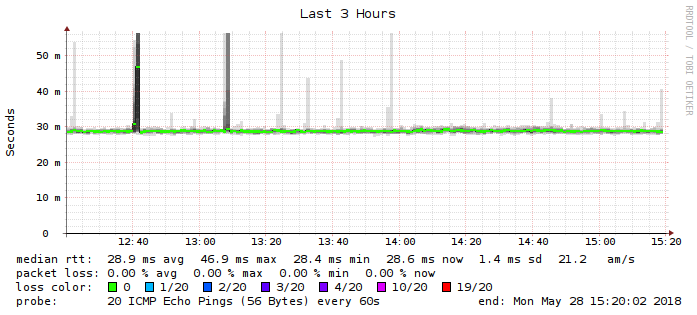 Last 3 Hours
RRDTOOL / TOBI OETIKER
Seconds
50 m
40 m
30 m
20 m
10 m
0
12:40 13:00 13:20 13:40 14:00 14:20 14:40 15:00 15:20
median rtt: 28.9 ms avg 46.9 ms max 28.4 ms min 28.6 ms now 1.4 ms sd 21.2 am/s
packet loss: 0.00 % avg 0.00 % max 0.00 % min 0.00 % now
loss color: 0 1/20 2/20 3/20 4/20 10/20 19/20
probe: 20 ICMP Echo Pings (56 Bytes) every 60s end: Mon May 28 15:20:02 2018